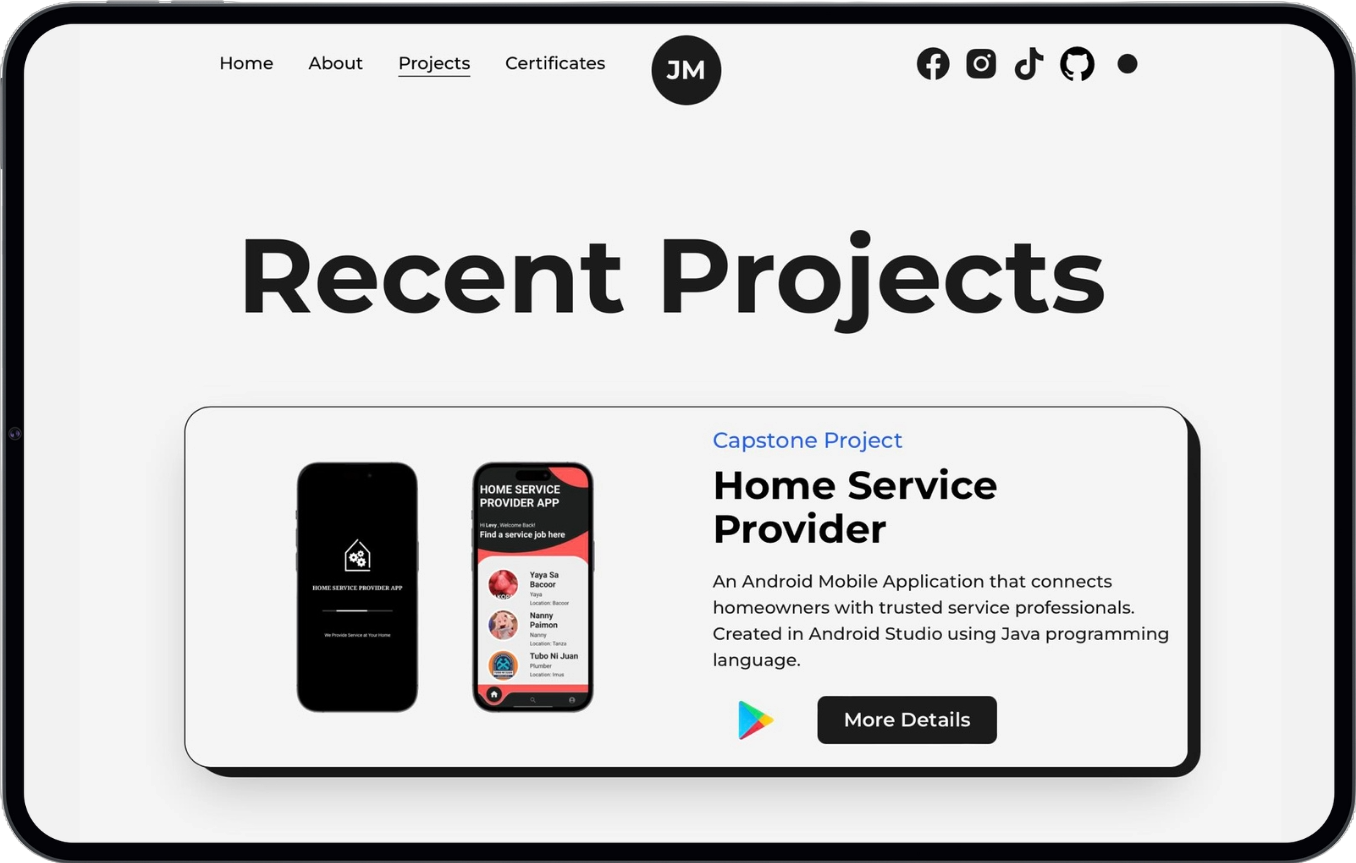 Home About Projects Certificates
JM
Recent Projects
HOME SERVICE PROVIDER APP
We Provide Service at Your Home
HOME SERVICE
PROVIDER APP
Hi Levy , Welcome Back!
Find a service job here
Yaya Sa
Bacoor
Yaya
Location: Bacoor
Nanny
Paimon
Nanny
Location: Tanza
Tubo Ni Juan
Plumber
Location: Imus
Capstone Project
Home Service
Provider
An Android Mobile Application that connects
homeowners with trusted service professionals.
Created in Android Studio using Java programming
language.
More Details